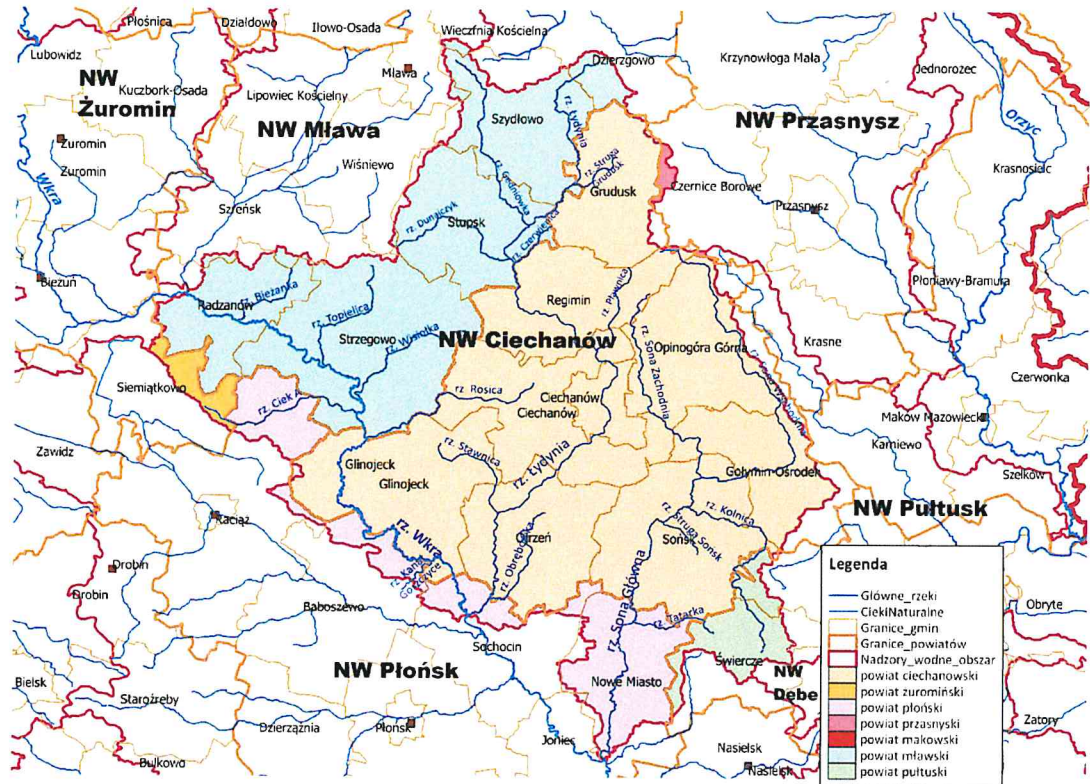 Płośnica
Działdowo
Iłowo-Osada
Wieczfnia Kościelna
Lubowidz
NW
Żuromin
Kuczbork-Osada
Lipowiec Kościelny
Mława
Dzierzgowo
Krzynowłoga Mała
Jednorożec
Orzyc
NW Mława
Szydłowo
rz. Łydynia
NW Przasnysz
Żuromin
Żuromin
Wkra
Wiśniewo
rz. Struga
Grudusk
Grudusk
Czernice Borowe
Krasnosielc
Szreńsk
rz. Dunajczyk
Stupsk
rz. Czerwienica
Przasnysz
Bieżuń
Radzanów
rz. Bieżanka
rz. Topielica
Regimin
rz. Pławnica
Płoniawy-Bramura
Strzegowo
NW Ciechanów
rz. Sona Zachodnia
Opinogóra Górna
Krasne
Siemiątkowo
rz. Ciek A
rz. Rosica
Ciechanów
Ciechanów
Czerwonka
Maków Mazowiecki
Zawidz
Glinojeck
Glinojeck
rz. Stawnica
rz. Łydynia
Gołymin-Ośrodek
Karniewo
Szelków
Raciąż
rz. Wkra
Ojrzeń
rz. Kolnica
rz. Struga Sońsk
Sońsk
NW Pułtusk
Drobin
Drobin
Baboszewo
rz. Sona Główna
rz. Tatarka
Sochocin
NW Płońsk
Nowe Miasto
Świercze
NW
Dębe
Bielsk
Staroźreby
Dzierzążnia
Płońsk
Joniec
Nasielsk
Nasielsk
Bulkowo
Obryte
Zatory
Legenda
Główne_rzeki
CiekiNaturalne
Granice_gmin
Granice_powiatów
Nadzory_wodne_obszar
powiat ciechanowski
powiat żuromiński
powiat płoński
powiat przasnyski
powiat makowski
powiat mławski
powiat pułtuski